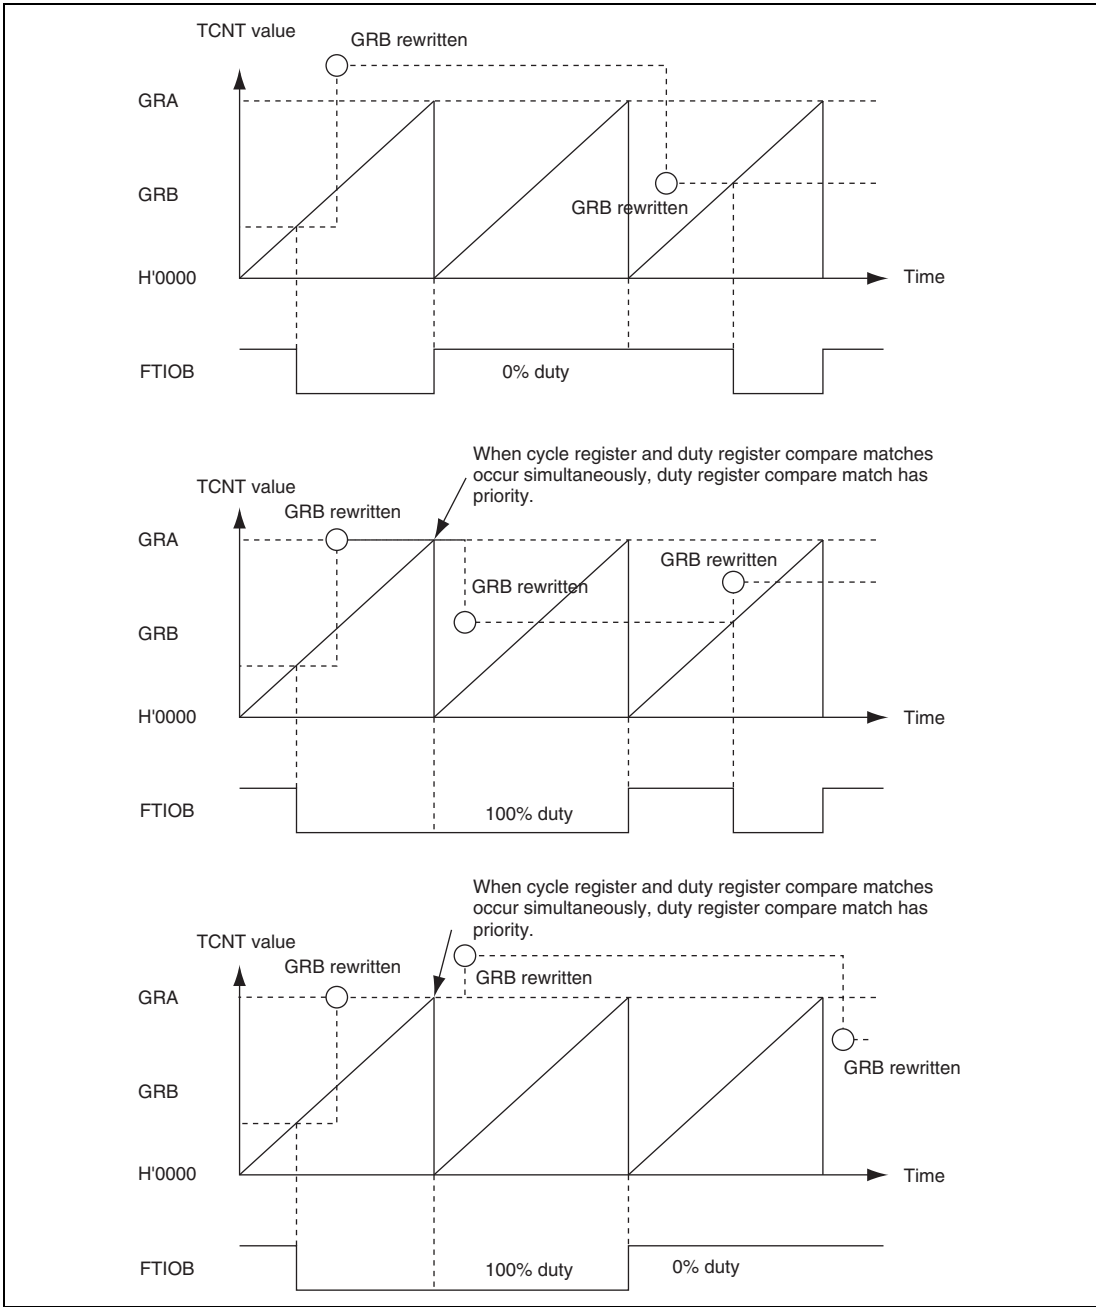 TCNT value
GRB rewritten
GRA
GRB
GRB rewritten
H'0000
Time
FTIOB
0% duty
When cycle register and duty register compare matches
occur simultaneously, duty register compare match has
priority.
TCNT value
GRB rewritten
GRA
GRB rewritten
GRB rewritten
GRB
H'0000
Time
FTIOB
100% duty
When cycle register and duty register compare matches
occur simultaneously, duty register compare match has
priority.
TCNT value
GRB rewritten
GRB rewritten
GRA
GRB rewritten
GRB
H'0000
Time
FTIOB
100% duty
0% duty